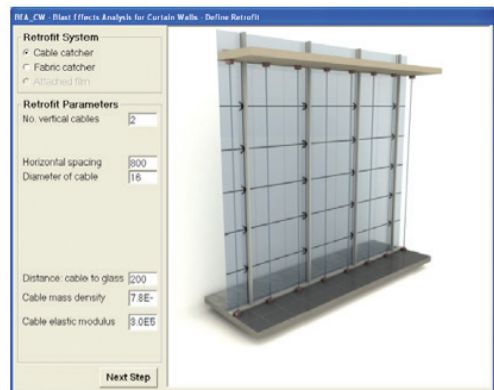 BEA_CW - Blast Effects Analysis for Curtain Walls - Define Retrofit
Retrofit System
Cable catcher
Fabric catcher
Attached film
Retrofit Parameters
No. vertical cables 2
Horizontal spacing 800
Diameter of cable 16
Distance: cable to glass 200
Cable mass density 7.8E-
Cable elastic modulus 3.0E5
Next Step